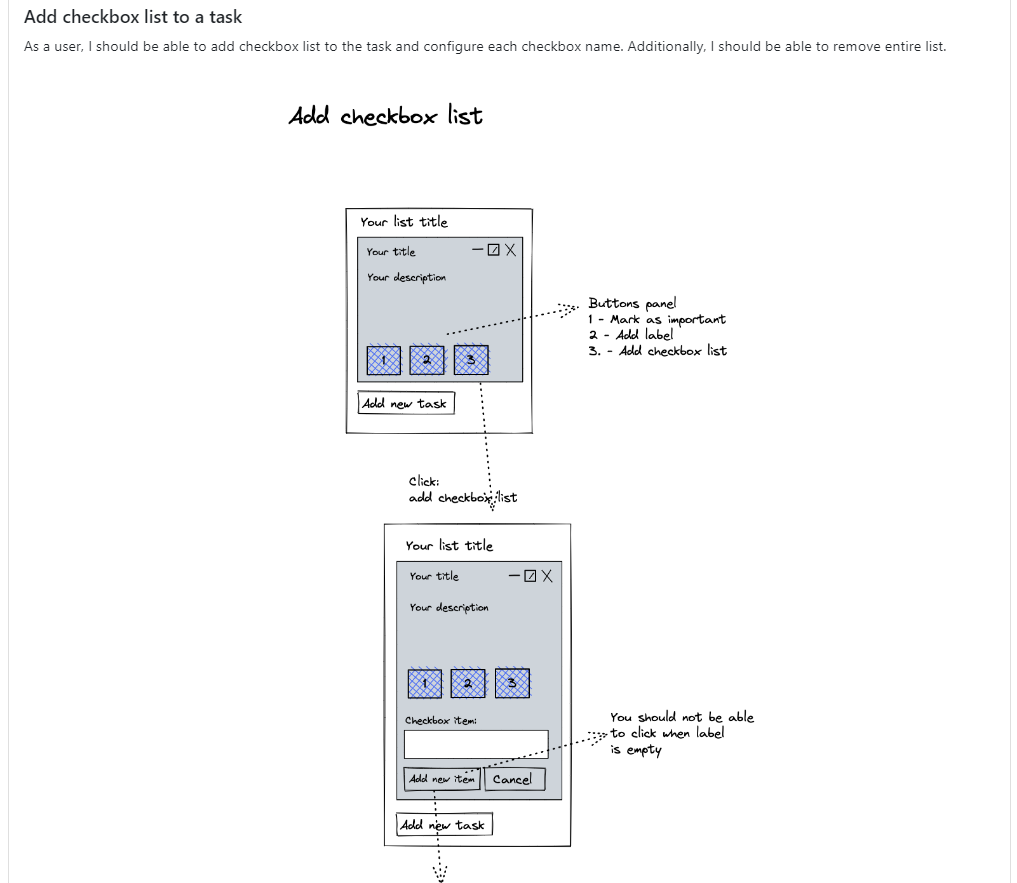 Add checkbox list to a task
As a user, I should be able to add checkbox list to the task and configure each checkbox name. Additionally, I should be able to remove entire list.
Add checkbox list
Your list title
Your title
Your description
1 2 3
Add new task
Buttons panel
1 - Mark as important
2 - Add label
3. - Add checkbox list
Click:
add checkbox list
Your list title
Your title
Your description
1 2 3
Checkbox item:
Add new item Cancel
Add new task
You should not be able
to click when label
is empty